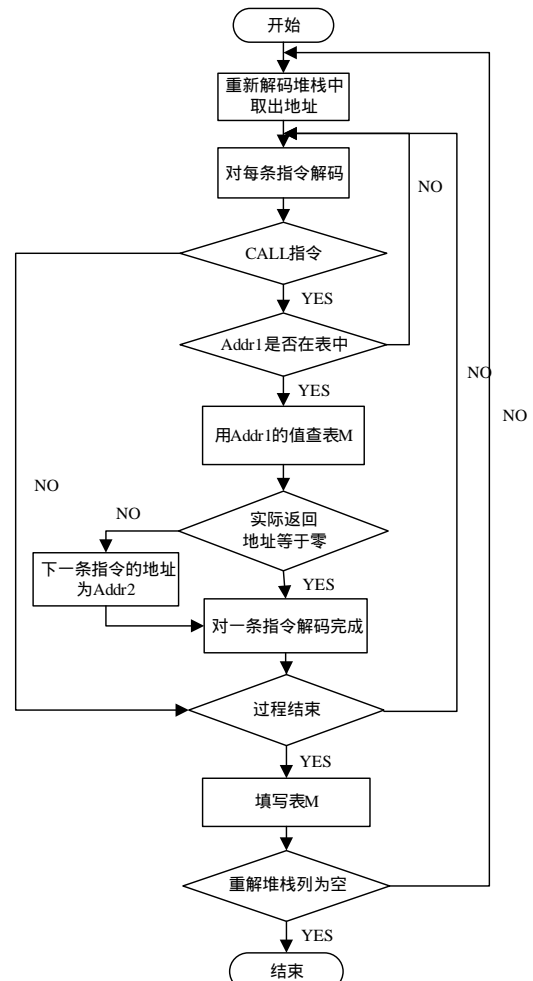 开始
重新解码堆栈中
取出地址
对每条指令解码
NO
CALL指令
YES
Addr1是否在表中
NO
YES
NO
用Addr1的值查表M
NO
NO
实际返回
地址等于零
下一条指令的地址
为Addr2
YES
对一条指令解码完成
过程结束
YES
填写表M
重解堆栈列为空
YES
结束